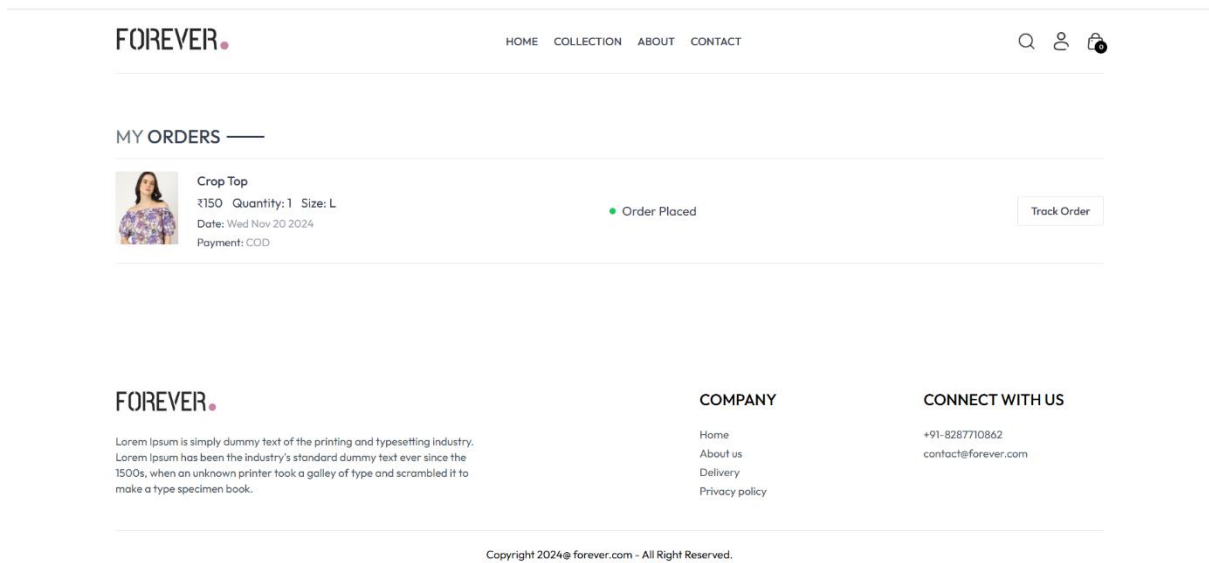 FOREVER.
HOME COLLECTION ABOUT CONTACT
0
MY ORDERS
Crop Top
₹150 Quantity: 1 Size: L
Date: Wed Nov 20 2024
Payment: COD
Order Placed
Track Order
FOREVER.
Lorem Ipsum is simply dummy text of the printing and typesetting industry.
Lorem Ipsum has been the industry's standard dummy text ever since the
1500s, when an unknown printer took a galley of type and scrambled it to
make a type specimen book.
COMPANY
Home
About us
Delivery
Privacy policy
CONNECT WITH US
+91-8287710862
contact@forever.com
Copyright 2024@ forever.com - All Right Reserved.